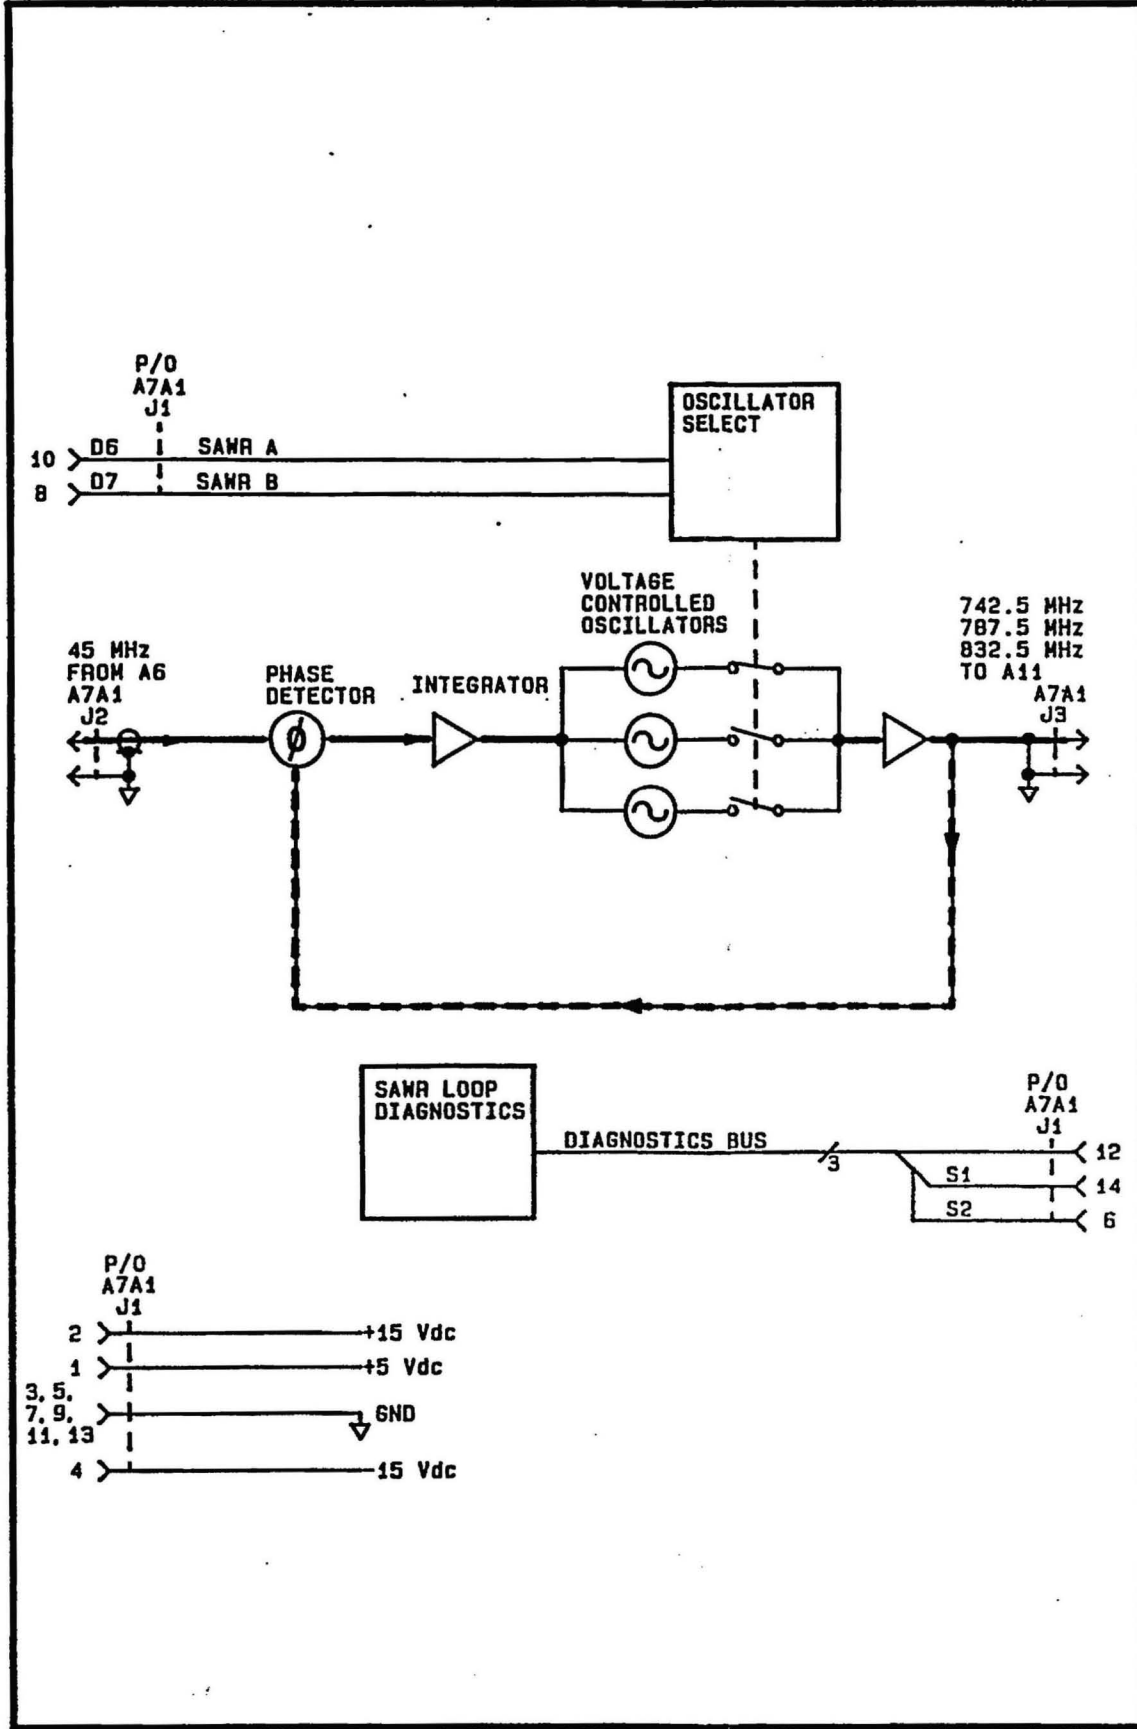 P/O
A7A1
J1
10 D6 SAWR A
8 D7 SAWR B
OSCILLATOR
SELECT
VOLTAGE
CONTROLLED
OSCILLATORS
742.5 MHz
787.5 MHz
832.5 MHz
TO A11
A7A1
J3
45 MHz
FROM A6
A7A1
J2
PHASE
DETECTOR
INTEGRATOR
ϕ
SAWR LOOP
DIAGNOSTICS
DIAGNOSTICS BUS
3
P/O
A7A1
J1
12
S1 14
S2 6
P/O
A7A1
J1
2 +15 Vdc
1 +5 Vdc
3, 5,
7, 9,
11, 13
GND
4 -15 Vdc